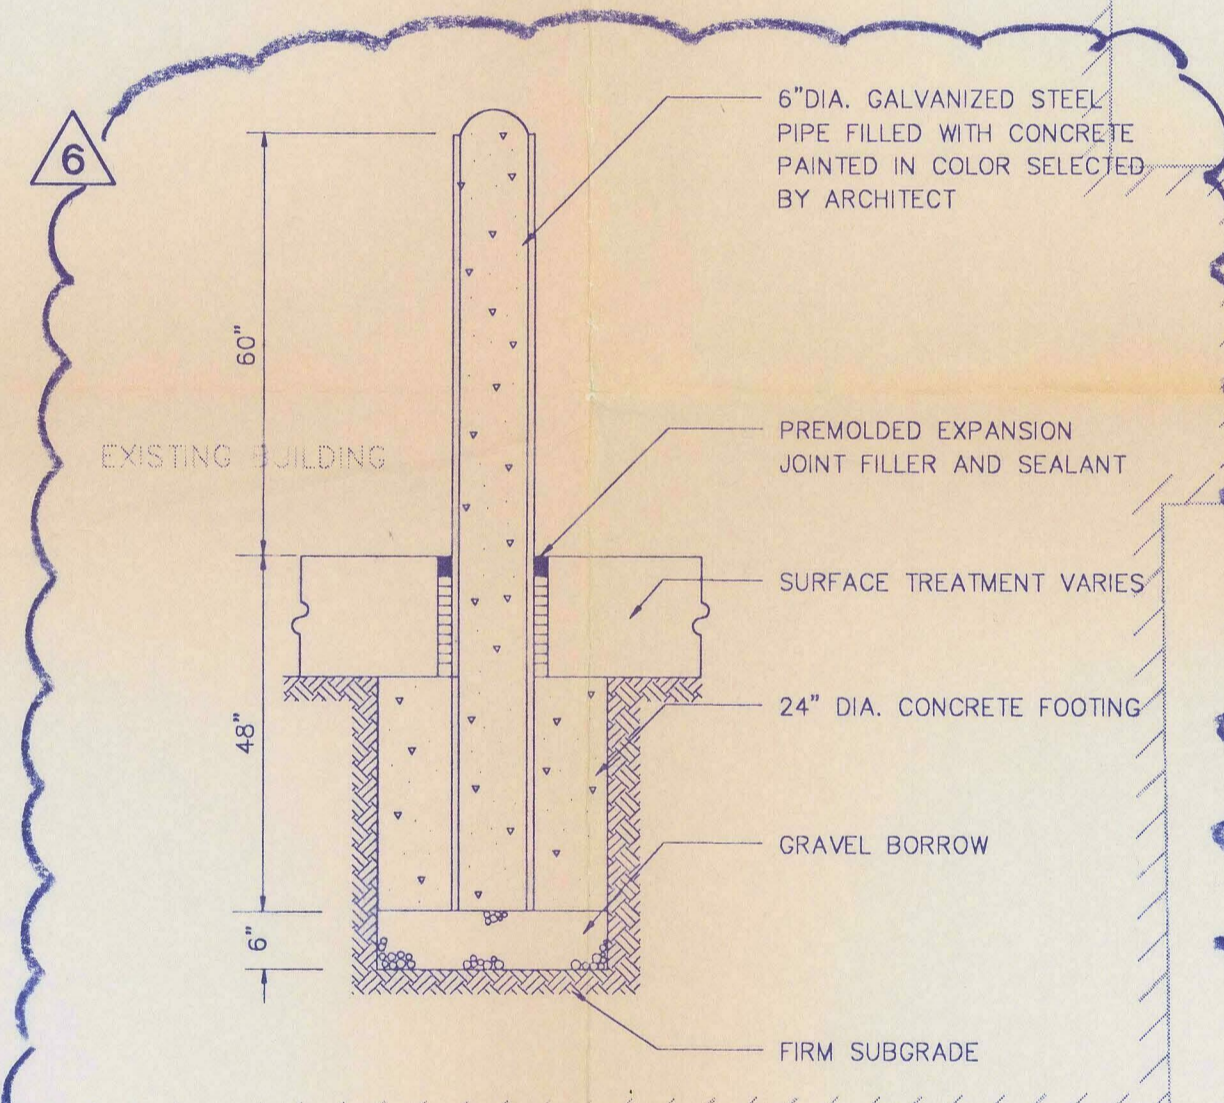 6
6"DIA. GALVANIZED STEEL
PIPE FILLED WITH CONCRETE
PAINTED IN COLOR SELECTED
BY ARCHITECT
60"
EXISTING BUILDING
PREMOLDED EXPANSION
JOINT FILLER AND SEALANT
SURFACE TREATMENT VARIES
48"
24" DIA. CONCRETE FOOTING
GRAVEL BORROW
6"
FIRM SUBGRADE